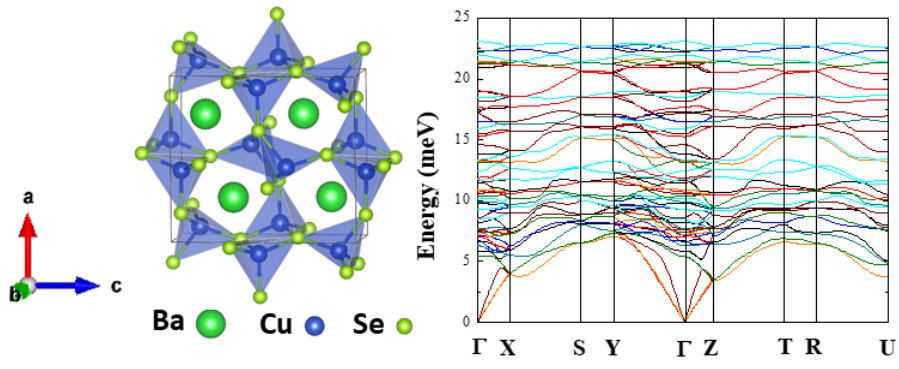 a
b
c
Ba
Cu
Se
Energy (meV)
25
20
15
10
5
0
Γ X S Y Γ Z T R U